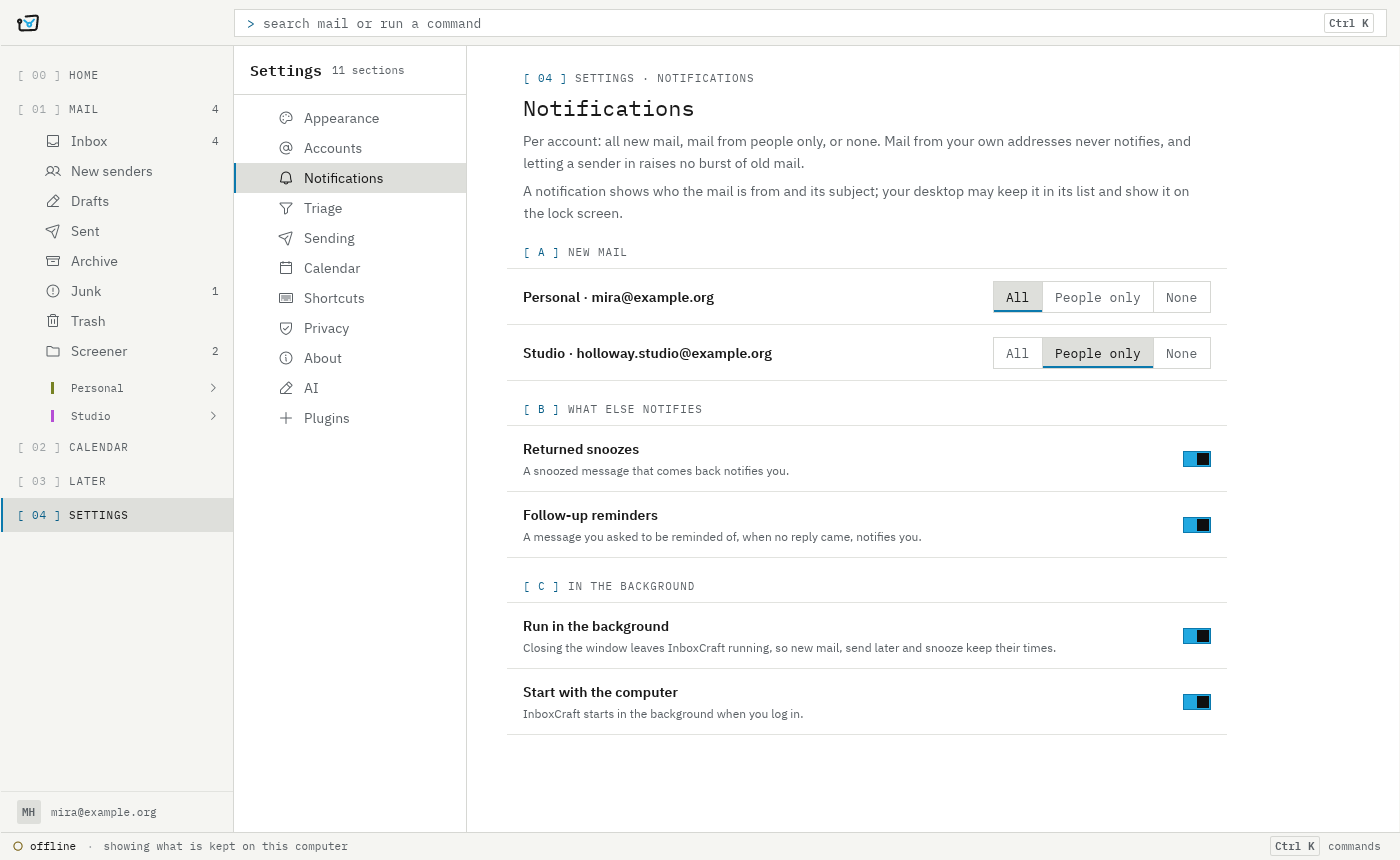 > search mail or run a command
Ctrl K
[ 00 ] HOME
[ 01 ] MAIL 4
Inbox 4
New senders
Drafts
Sent
Archive
Junk 1
Trash
Screener 2
Personal
Studio
[ 02 ] CALENDAR
[ 03 ] LATER
[ 04 ] SETTINGS
MH mira@example.org
Settings 11 sections
Appearance
Accounts
Notifications
Triage
Sending
Calendar
Shortcuts
Privacy
About
AI
Plugins
[ 04 ] SETTINGS · NOTIFICATIONS
Notifications
Per account: all new mail, mail from people only, or none. Mail from your own addresses never notifies, and
letting a sender in raises no burst of old mail.
A notification shows who the mail is from and its subject; your desktop may keep it in its list and show it on
the lock screen.
[ A ] NEW MAIL
Personal · mira@example.org All People only None
Studio · holloway.studio@example.org All People only None
[ B ] WHAT ELSE NOTIFIES
Returned snoozes
A snoozed message that comes back notifies you.
Follow-up reminders
A message you asked to be reminded of, when no reply came, notifies you.
[ C ] IN THE BACKGROUND
Run in the background
Closing the window leaves InboxCraft running, so new mail, send later and snooze keep their times.
Start with the computer
InboxCraft starts in the background when you log in.
offline · showing what is kept on this computer
Ctrl K commands